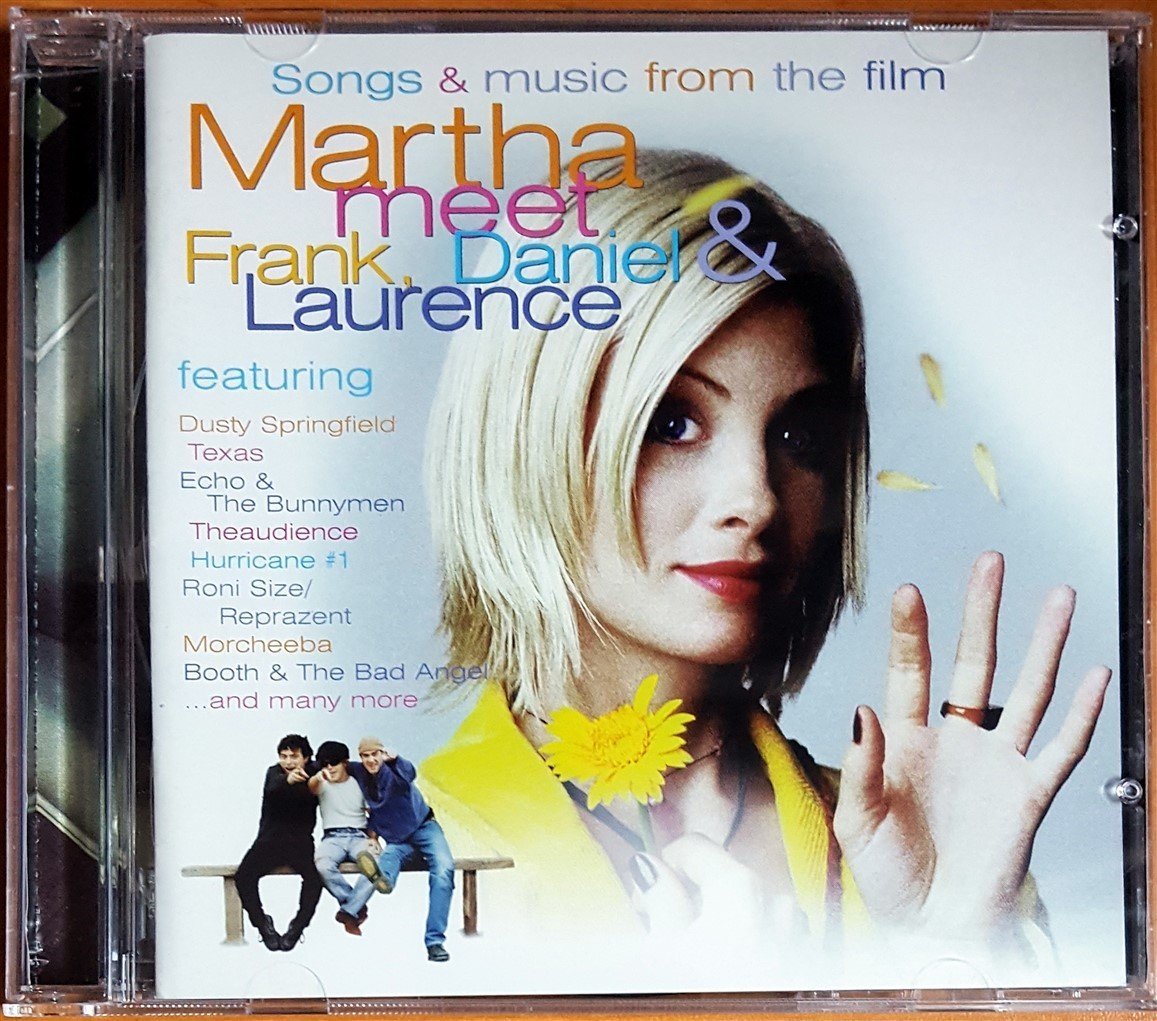 Songs & music from the film
Martha
meet
Frank, Daniel &
Laurence
featuring
Dusty Springfield
Texas
Echo &
The Bunnymen
Theaudience
Hurricane #1
Roni Size/
Reprazent
Morcheeba
Booth & The Bad Angel
...and many more